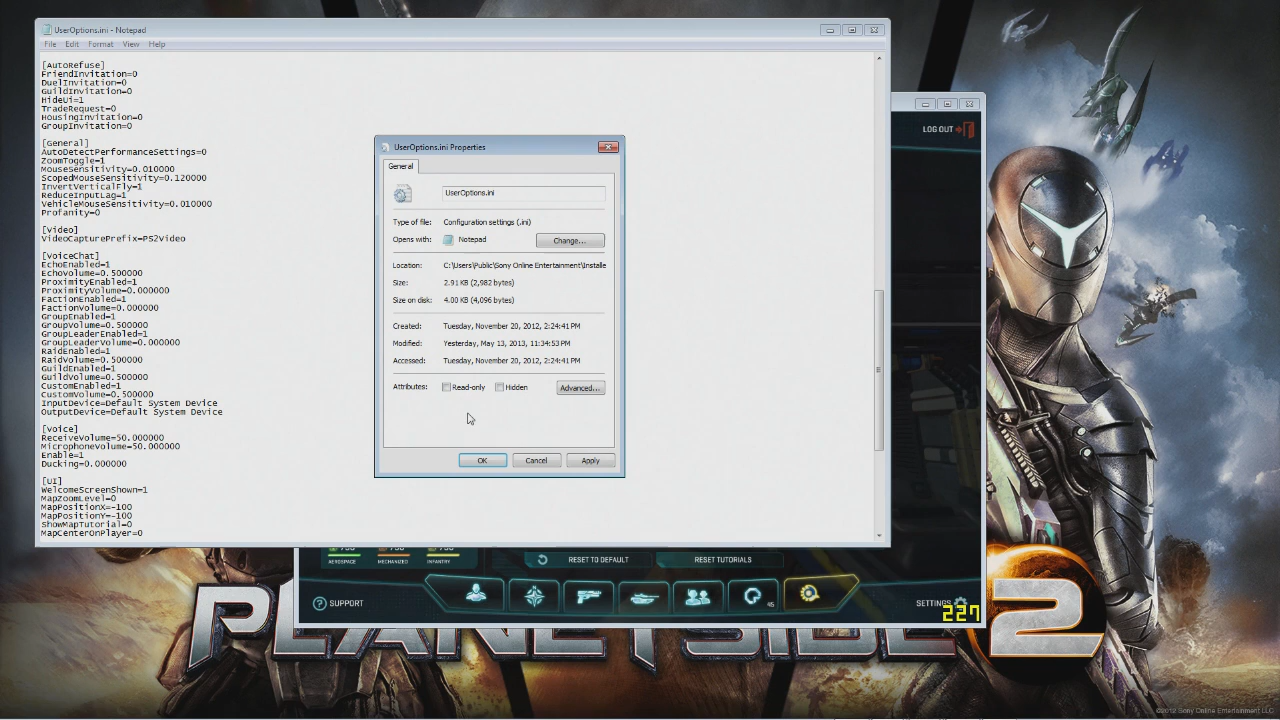 UserOptions.ini - Notepad
File Edit Format View Help
[AutoRefuse]
FriendInvitation=0
DuelInvitation=0
GuildInvitation=0
HideUi=1
TradeRequest=0
HousingInvitation=0
GroupInvitation=0
[General]
AutoDetectPerformanceSettings=0
ZoomToggle=1
MouseSensitivity=0.010000
ScopedMouseSensitivity=0.120000
InvertVerticalFly=1
ReduceInputLag=1
VehicleMouseSensitivity=0.010000
Profanity=0
[Video]
VideoCapturePrefix=PS2Video
[VoiceChat]
EchoEnabled=1
EchoVolume=0.500000
ProximityEnabled=1
ProximityVolume=0.000000
FactionEnabled=1
FactionVolume=0.000000
GroupEnabled=1
GroupVolume=0.500000
GroupLeaderEnabled=1
GroupLeaderVolume=0.000000
RaidEnabled=1
RaidVolume=0.500000
GuildEnabled=1
GuildVolume=0.500000
CustomEnabled=1
CustomVolume=0.500000
InputDevice=Default System Device
OutputDevice=Default System Device
[Voice]
ReceiveVolume=50.000000
MicrophoneVolume=50.000000
Enable=1
Ducking=0.000000
[UI]
WelcomeScreenShown=1
MapZoomLevel=0
MapPositionX=-100
MapPositionY=-100
ShowMapTutorial=0
MapCenterOnPlayer=0
UserOptions.ini Properties
General
UserOptions.ini
Type of file: Configuration settings (.ini)
Opens with: Notepad Change...
Location: C:\Users\Public\Sony Online Entertainment\Installe
Size: 2.91 KB (2,982 bytes)
Size on disk: 4.00 KB (4,096 bytes)
Created: Tuesday, November 20, 2012, 2:24:41 PM
Modified: Yesterday, May 13, 2013, 11:34:53 PM
Accessed: Tuesday, November 20, 2012, 2:24:41 PM
Attributes: Read-only Hidden Advanced...
OK Cancel Apply
LOG OUT
AEROSPACE MECHANIZED INFANTRY
RESET TO DEFAULT RESET TUTORIALS
? SUPPORT
45
SETTINGS
227
PLANETSIDE 2
©2012 Sony Online Entertainment LLC